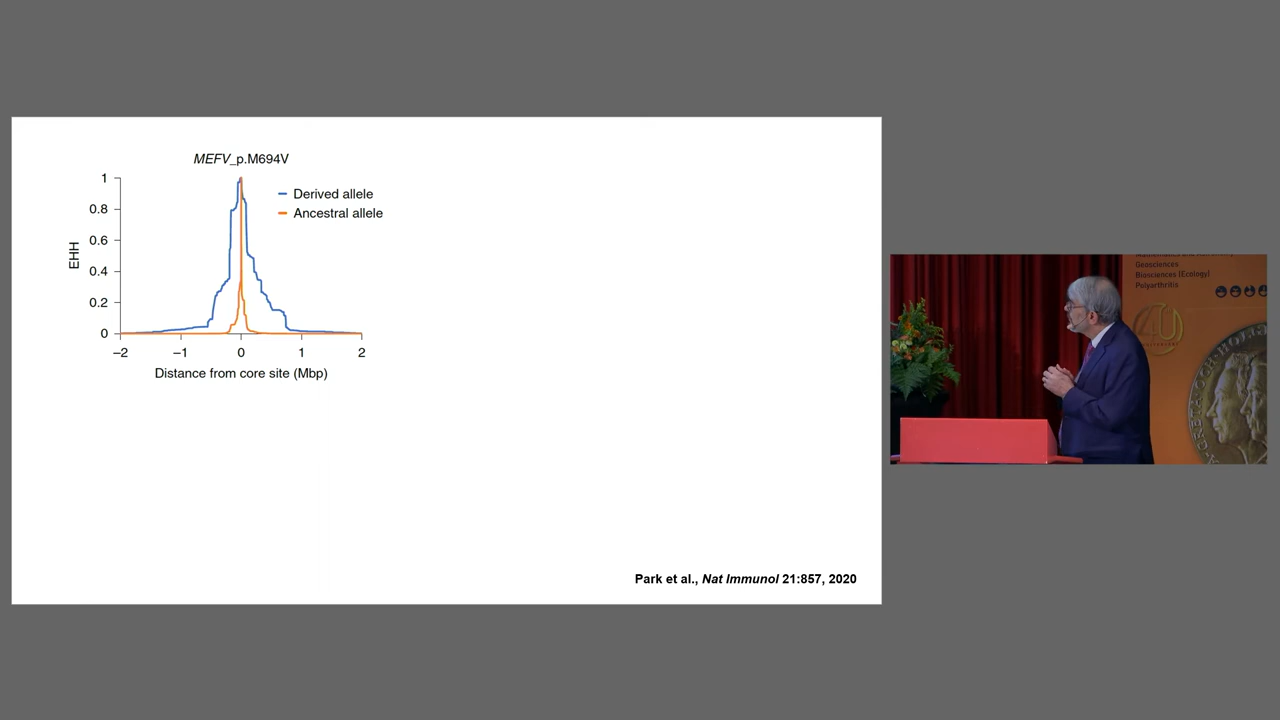 MEFV_p.M694V
1
0.8
0.6
0.4
0.2
0
EHH
Derived allele
Ancestral allele
−2
−1
0
1
2
Distance from core site (Mbp)
Park et al., Nat Immunol 21:857, 2020
Geosciences
Biosciences (Ecology)
Polyarthritis